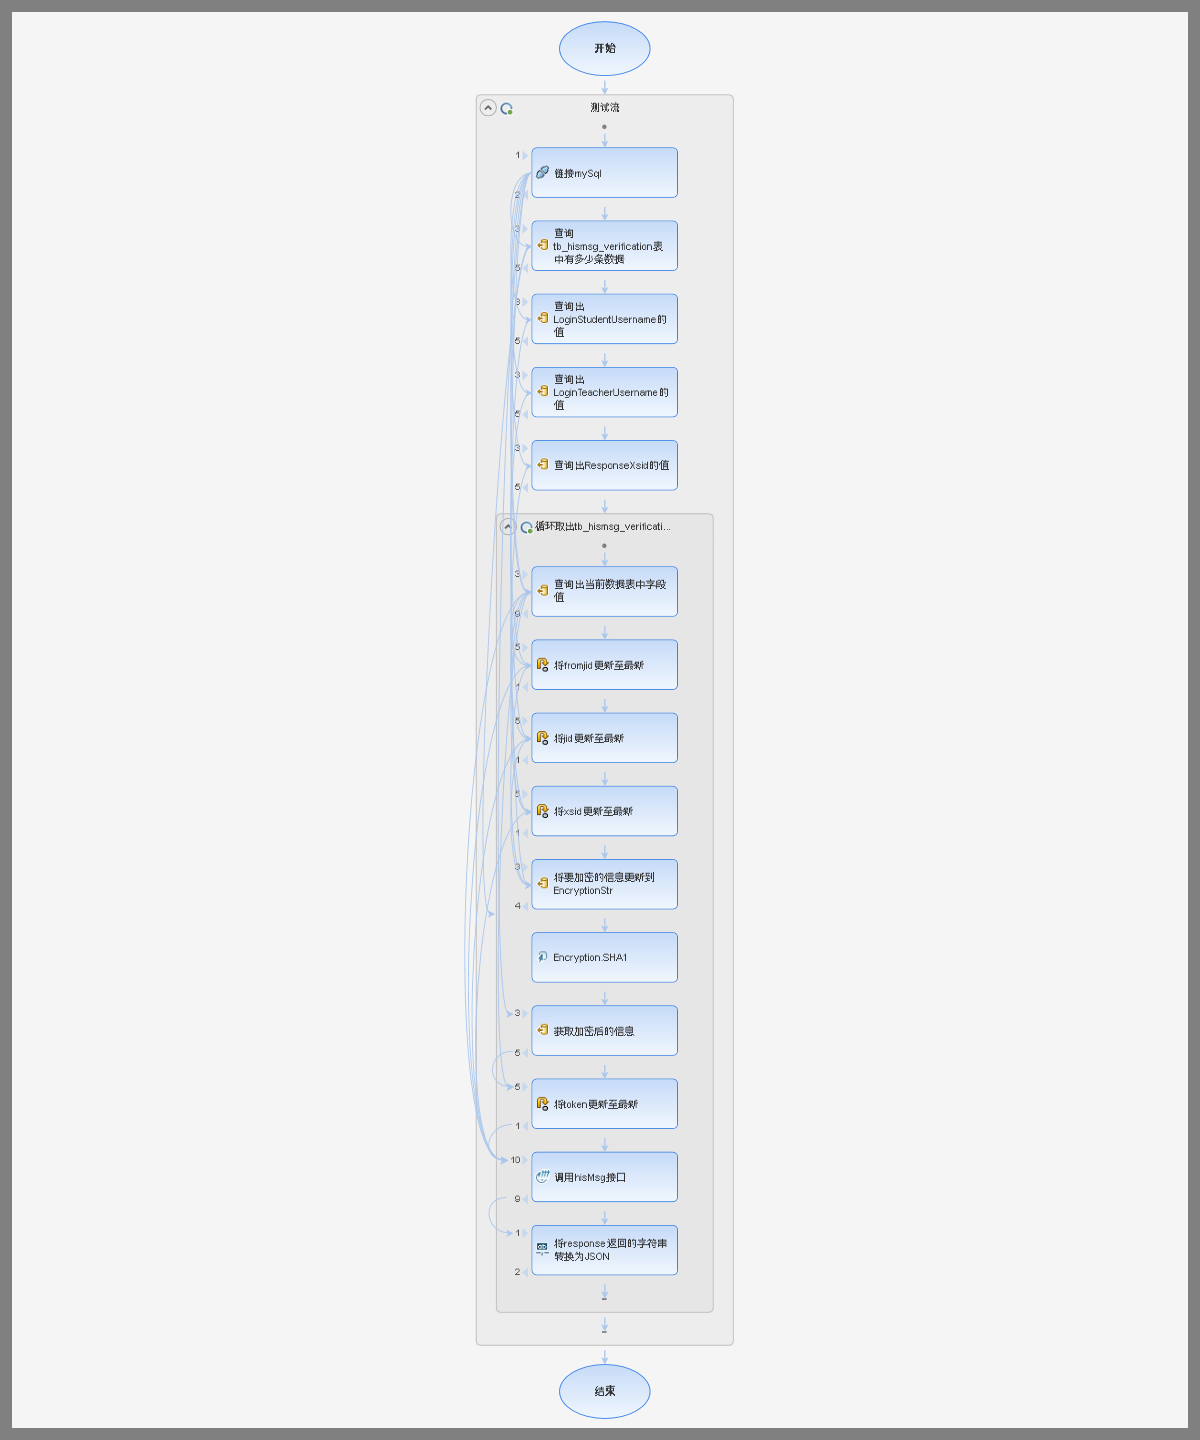 开始
测试流
1
链接mySql
2
3
查询
tb_hismsg_verification表
中有多少条数据
5
3
查询出
LoginStudentUsername的
值
5
3
查询出
LoginTeacherUsername的
值
5
3
查询出ResponseXsid的值
5
循环取出tb_hismsg_verificati...
3
查询出当前数据表中字段
值
9
5
将fromjid更新至最新
1
5
将jid更新至最新
1
5
将xsid更新至最新
1
3
将要加密的信息更新到
EncryptionStr
4
Encryption.SHA1
3
获取加密后的信息
5
5
将token更新至最新
1
10
调用hisMsg接口
9
1
将response返回的字符串
转换为JSON
2
结束